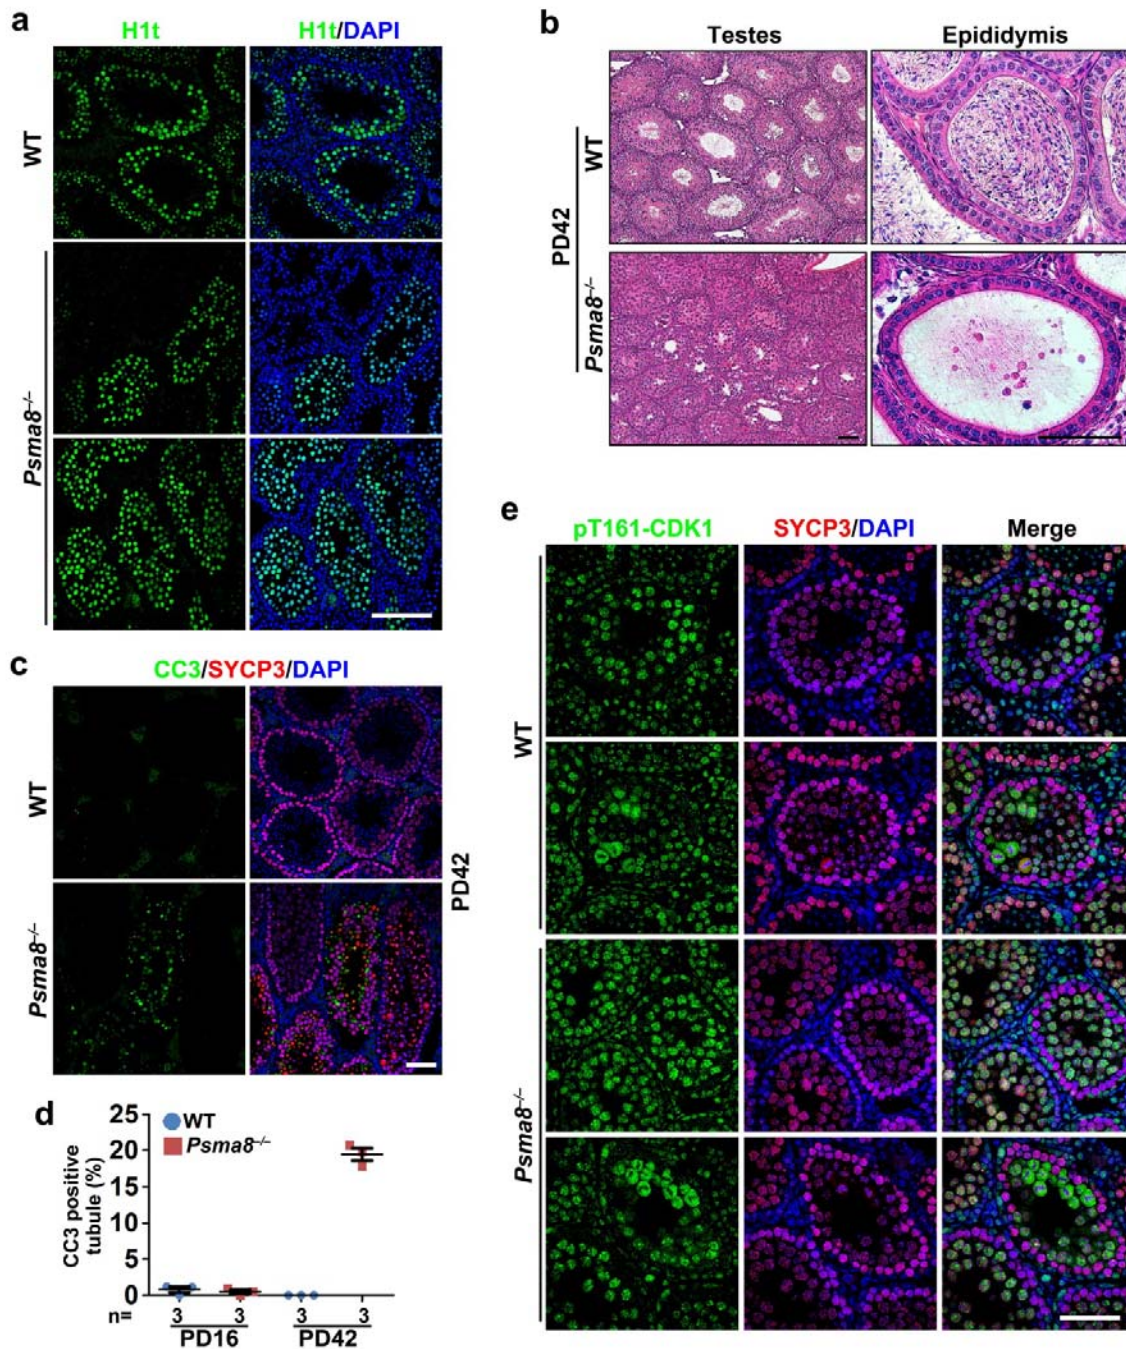 a
H1t
H1t/DAPI
WT
Psma8⁻/⁻
b
Testes
Epididymis
PD42
WT
Psma8⁻/⁻
c
CC3/SYCP3/DAPI
WT
Psma8⁻/⁻
PD42
d
CC3 positive
tubule (%)
25
20
15
10
5
0
WT
Psma8⁻/⁻
n= 3 3 3 3
PD16 PD42
e
pT161-CDK1
SYCP3/DAPI
Merge
WT
Psma8⁻/⁻